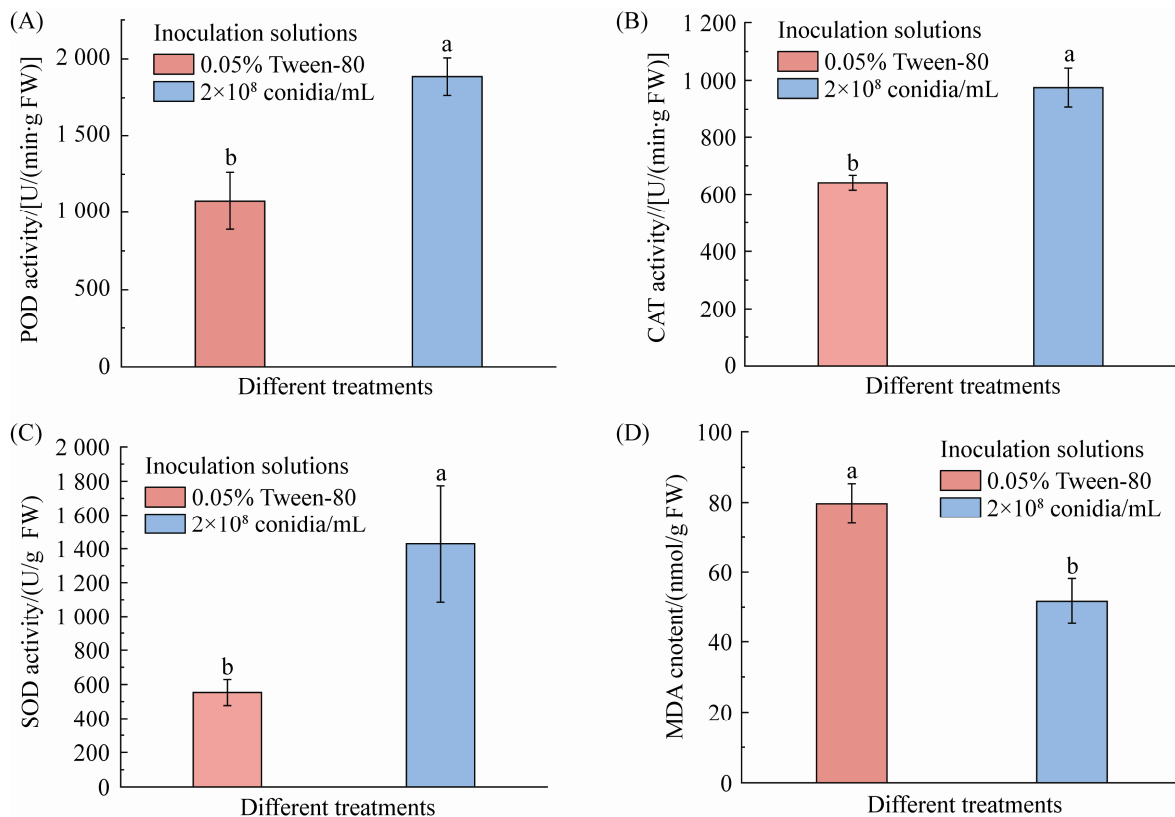 (A)
Inoculation solutions
0.05% Tween-80
2×10⁸ conidia/mL
a
b
2 000
1 500
1 000
500
0
POD activity/[U/(min·g FW)]
Different treatments
(B)
Inoculation solutions
0.05% Tween-80
2×10⁸ conidia/mL
a
b
1 200
1 000
800
600
400
200
0
CAT activity//[U/(min·g FW)]
Different treatments
(C)
Inoculation solutions
0.05% Tween-80
2×10⁸ conidia/mL
a
b
2 000
1 800
1 600
1 400
1 200
1 000
800
600
400
200
0
SOD activity/(U/g FW)
Different treatments
(D)
Inoculation solutions
0.05% Tween-80
2×10⁸ conidia/mL
a
b
100
80
60
40
20
0
MDA cnotent/(nmol/g FW)
Different treatments